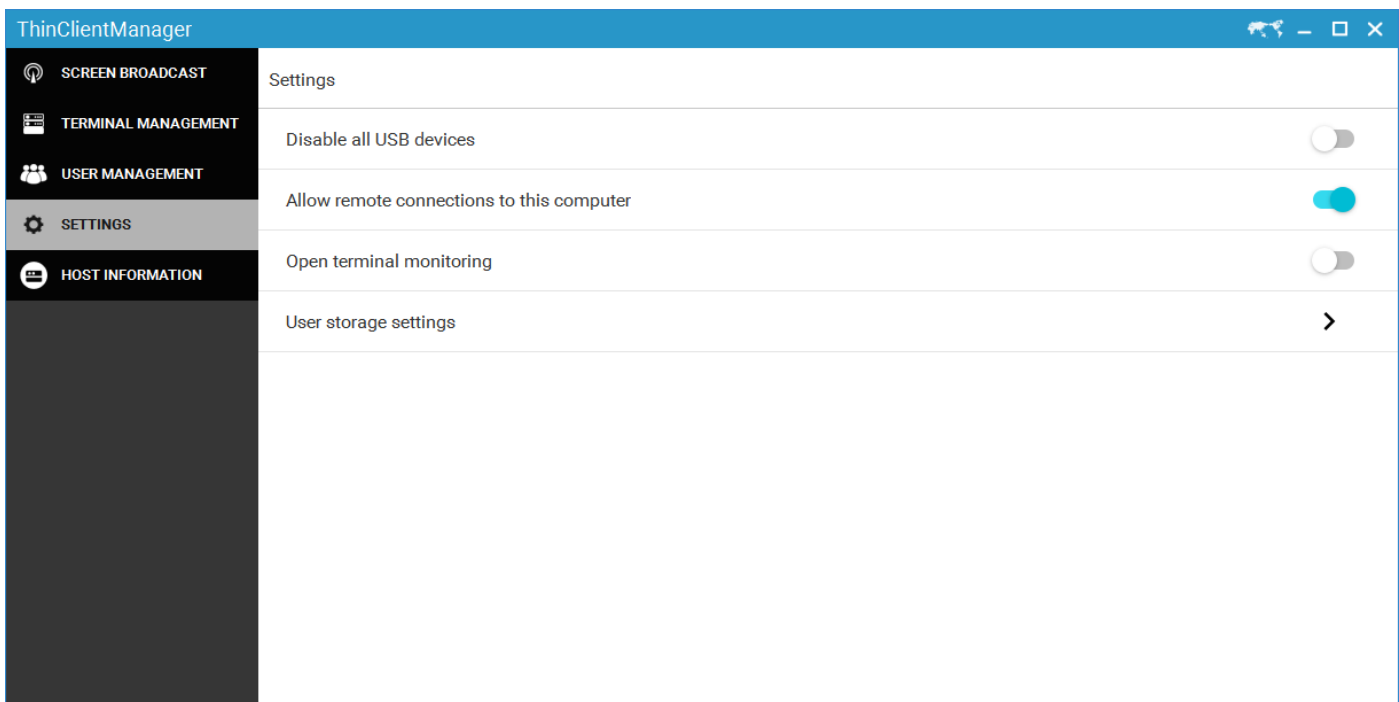 ThinClientManager
SCREEN BROADCAST
TERMINAL MANAGEMENT
USER MANAGEMENT
SETTINGS
HOST INFORMATION
Settings
Disable all USB devices
Allow remote connections to this computer
Open terminal monitoring
User storage settings